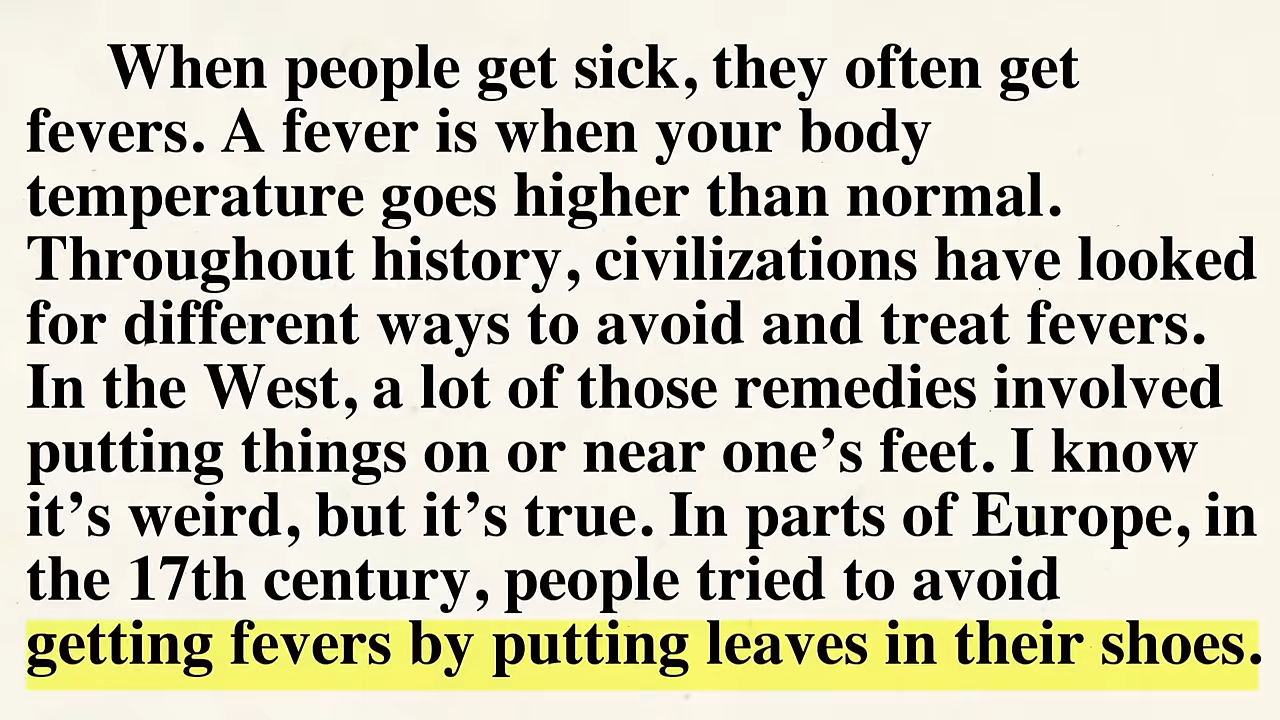 When people get sick, they often get
fevers. A fever is when your body
temperature goes higher than normal.
Throughout history, civilizations have looked
for different ways to avoid and treat fevers.
In the West, a lot of those remedies involved
putting things on or near one’s feet. I know
it’s weird, but it’s true. In parts of Europe, in
the 17th century, people tried to avoid
getting fevers by putting leaves in their shoes.